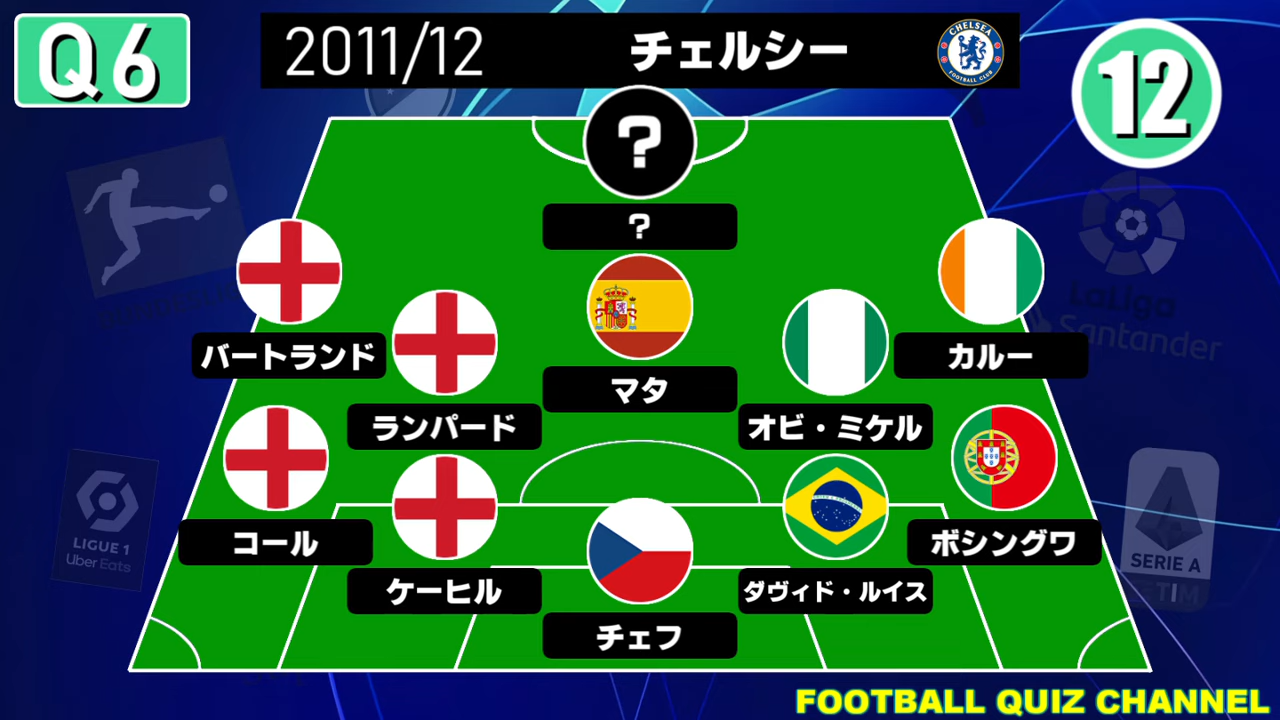 Q6
2011/12 チェルシー
CHELSEA
FOOTBALL CLUB
12
?
?
バートランド
カルー
マタ
ランパード
オビ・ミケル
コール
ボシングワ
ケーヒル
ダヴィド・ルイス
チェフ
LaLiga
Santander
LIGUE 1
Uber Eats
SERIE A
TIM
FOOTBALL QUIZ CHANNEL